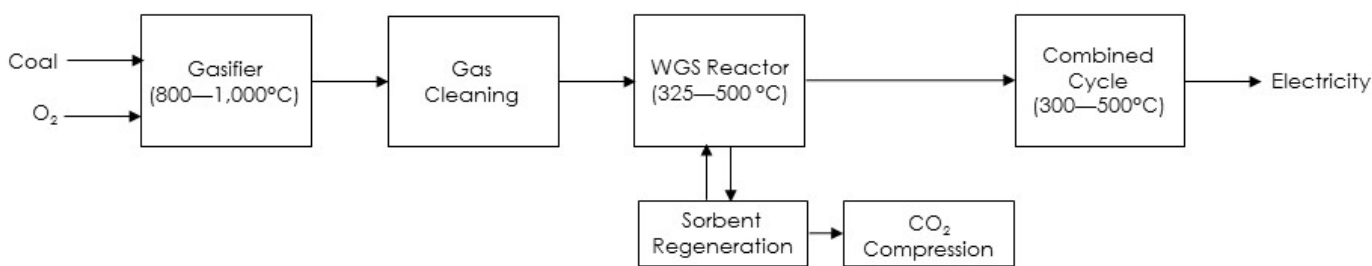 Coal
O₂
Gasifier
(800—1,000°C)
Gas
Cleaning
WGS Reactor
(325—500 °C)
Combined
Cycle
(300—500°C)
Electricity
Sorbent
Regeneration
CO₂
Compression